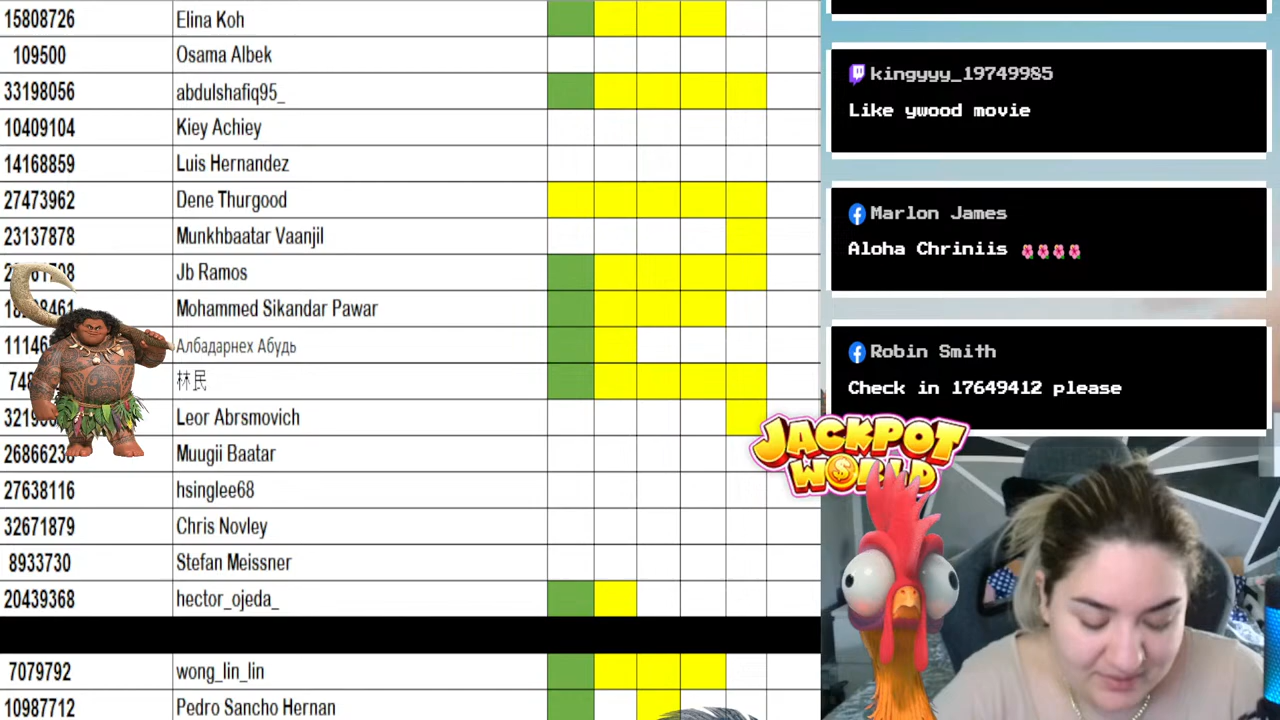 15808726 Elina Koh
109500 Osama Albek
33198056 abdulshafiq95_
10409104 Kiey Achiey
14168859 Luis Hernandez
27473962 Dene Thurgood
23137878 Munkhbaatar Vaanjil
Jb Ramos
Mohammed Sikandar Pawar
Албадарнех Абудь
林民
Leor Abrsmovich
Muugii Baatar
27638116 hsinglee68
32671879 Chris Novley
8933730 Stefan Meissner
20439368 hector_ojeda_
7079792 wong_lin_lin
10987712 Pedro Sancho Hernan
kingyyy_19749985
Like ywood movie
Marlon James
Aloha Chriniis 🌺🌺🌺🌺
Robin Smith
Check in 17649412 please
JACKPOT
WORLD